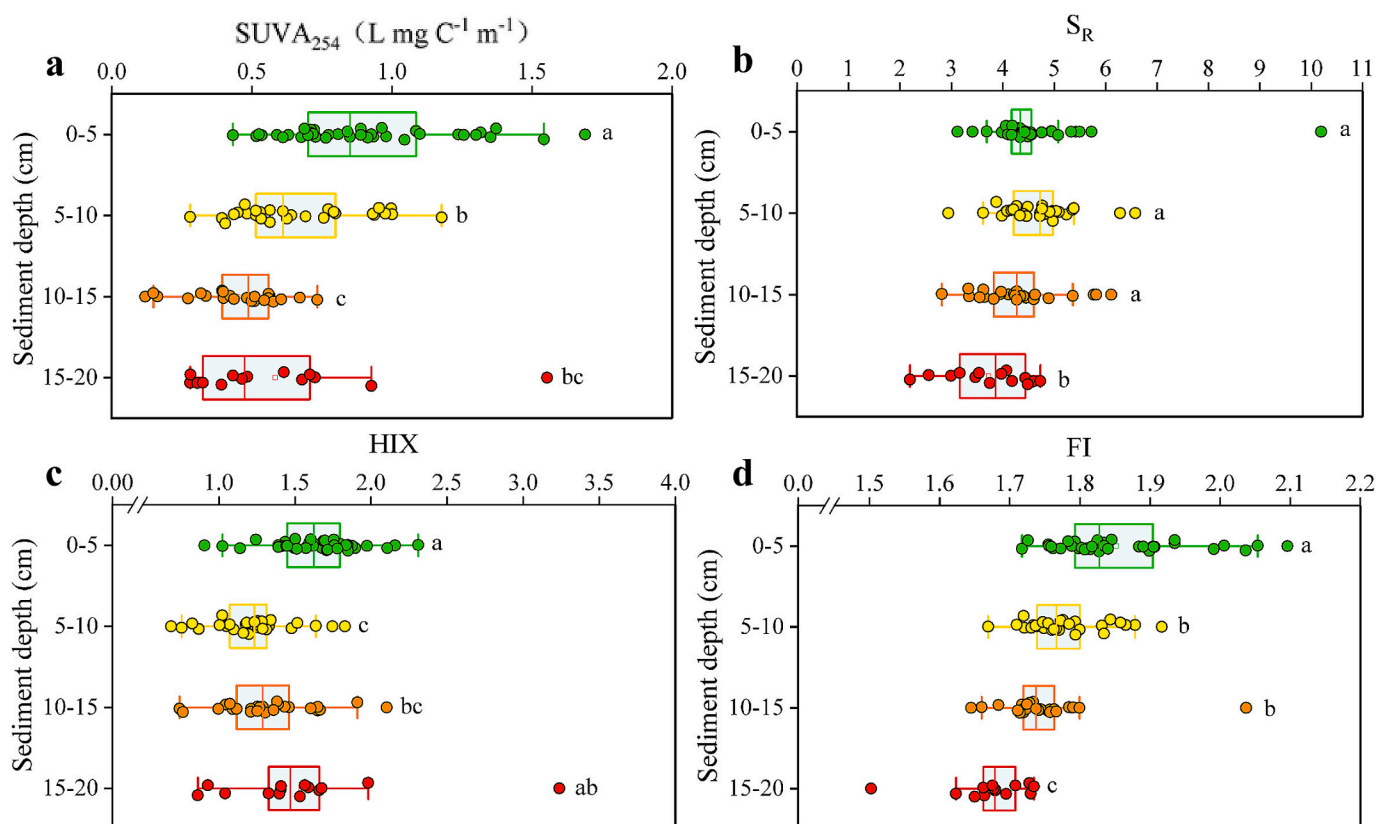 SUVA254 (L mg C-1 m-1)
a
0.0 0.5 1.0 1.5 2.0
Sediment depth (cm)
0-5 a
5-10 b
10-15 c
15-20 bc
SR
b
0 1 2 3 4 5 6 7 8 9 10 11
Sediment depth (cm)
0-5 a
5-10 a
10-15 a
15-20 b
HIX
c
0.00 1.0 1.5 2.0 2.5 3.0 3.5 4.0
Sediment depth (cm)
0-5 a
5-10 c
10-15 bc
15-20 ab
FI
d
0.0 1.5 1.6 1.7 1.8 1.9 2.0 2.1 2.2
Sediment depth (cm)
0-5 a
5-10 b
10-15 b
15-20 c